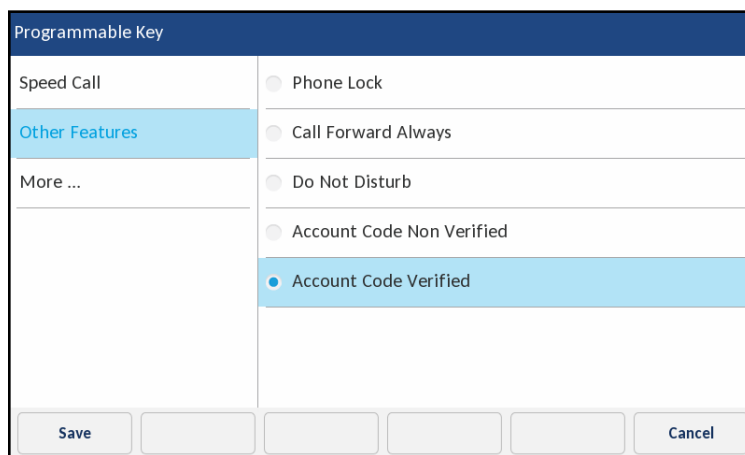 Programmable Key
Speed Call
Other Features
More ...
Phone Lock
Call Forward Always
Do Not Disturb
Account Code Non Verified
Account Code Verified
Save
Cancel